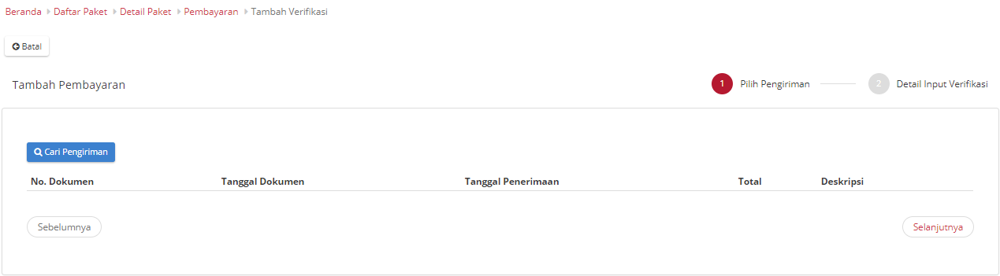 Beranda Daftar Paket Detail Paket Pembayaran Tambah Verifikasi
Batal
Tambah Pembayaran
1 Pilih Pengiriman 2 Detail Input Verifikasi
Cari Pengiriman
No. Dokumen Tanggal Dokumen Tanggal Penerimaan Total Deskripsi
Sebelumnya Selanjutnya